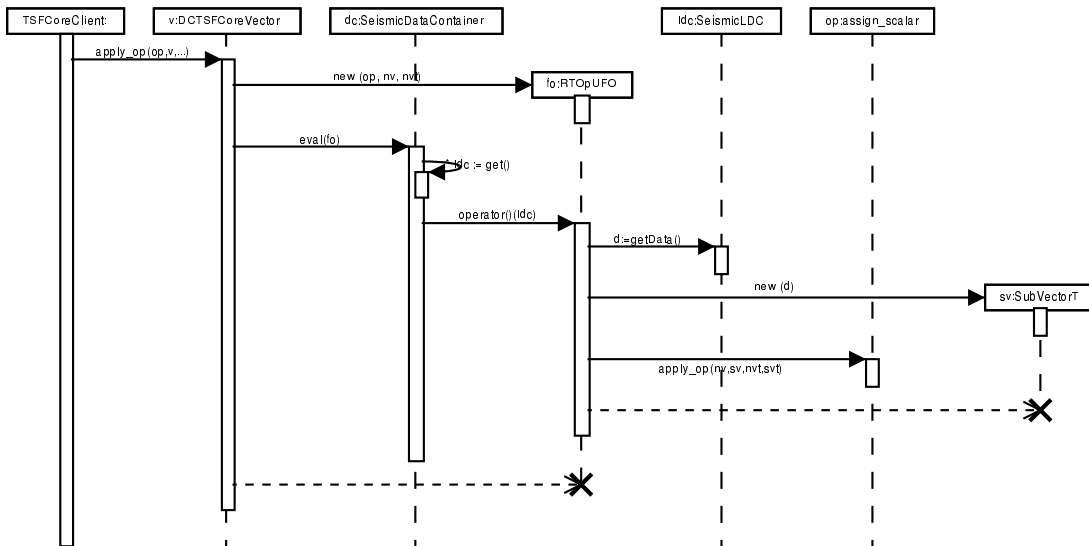 TSFCoreClient:
v:DCTSFCoreVector
dc:SeismicDataContainer
ldc:SeismicLDC
op:assign_scalar
apply_op(op,v,...)
new (op, nv, nvt)
fo:RTOpUFO
eval(fo)
ldc := get()
operator()(ldc)
d:=getData()
new (d)
sv:SubVectorT
apply_op(nv,sv,nvt,svt)